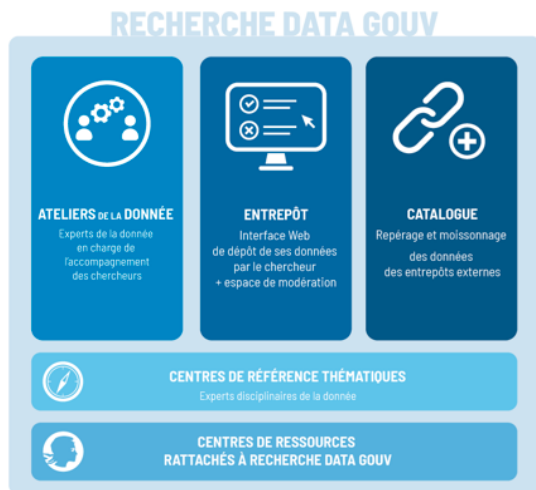 RECHERCHE DATA GOUV
ATELIERS DE LA DONNÉE
Experts de la donnée
en charge de
l'accompagnement
des chercheurs
ENTREPÔT
Interface Web
de dépôt de ses données
par le chercheur
+ espace de modération
CATALOGUE
Repérage et moissonnage
des données
des entrepôts externes
CENTRES DE RÉFÉRENCE THÉMATIQUES
Experts disciplinaires de la donnée
CENTRES DE RESSOURCES
RATTACHÉS À RECHERCHE DATA GOUV